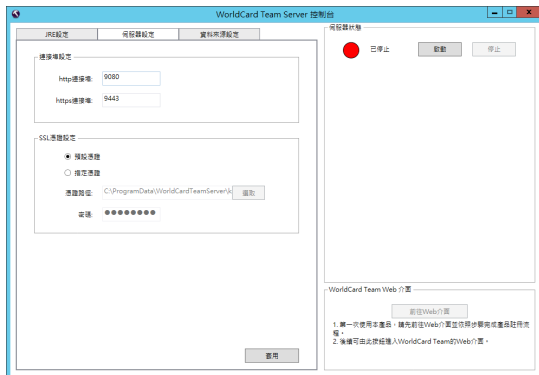 WorldCard Team Server 控制台
JRE設定
伺服器設定
資料來源設定
連接埠設定
http連接埠:
9080
https連接埠:
9443
SSL憑證設定
預設憑證
指定憑證
憑證路徑:
C:\ProgramData\WorldCardTeamServer\k
選取
密碼:
套用
伺服器狀態
已停止
啟動
停止
WorldCard Team Web 介面
前往Web介面
1. 第一次使用本產品，請先前往Web介面並依照步驟完成產品註冊流
程。
2. 後續可由此按鈕進入WorldCard Team的Web介面。